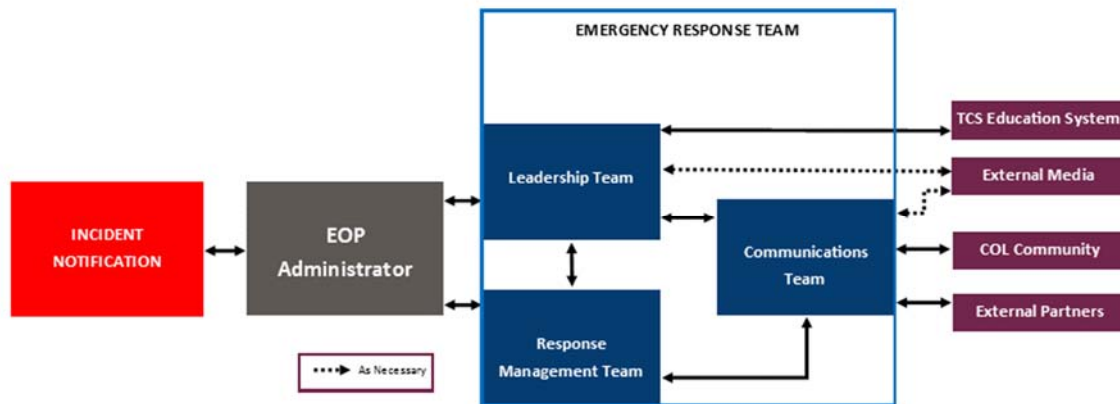 EMERGENCY RESPONSE TEAM
TCS Education System
External Media
Leadership Team
INCIDENT
NOTIFICATION
EOP
Administrator
Communications
Team
COL Community
External Partners
Response
Management Team
As Necessary